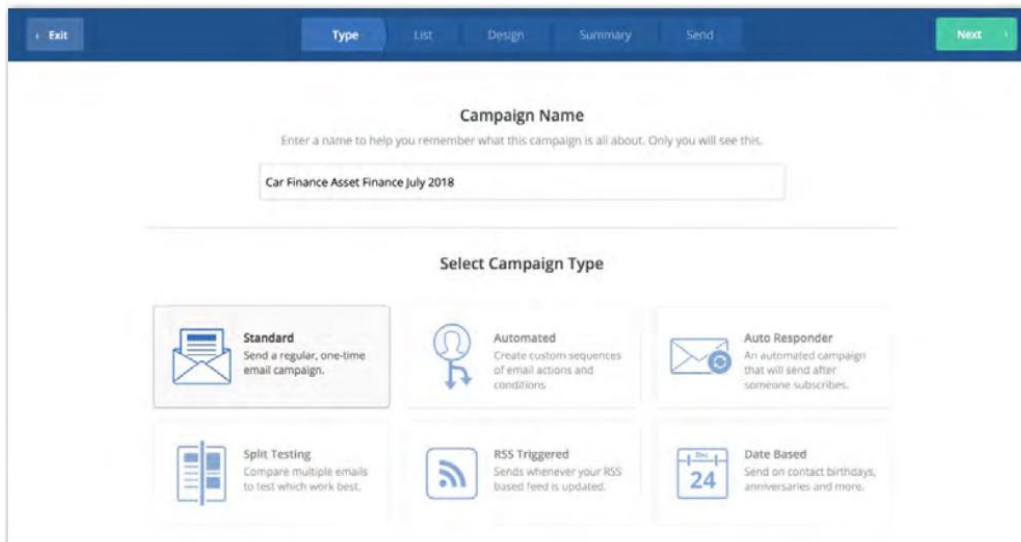 Exit
Type
List
Design
Summary
Send
Next
Campaign Name
Enter a name to help you remember what this campaign is all about. Only you will see this.
Car Finance Asset Finance July 2018
Select Campaign Type
Standard
Send a regular, one-time
email campaign.
Automated
Create custom sequences
of email actions and
conditions
Auto Responder
An automated campaign
that will send after
someone subscribes.
Split Testing
Compare multiple emails
to test which work best.
RSS Triggered
Sends whenever your RSS
based feed is updated.
Dec
24
Date Based
Send on contact birthdays,
anniversaries and more.